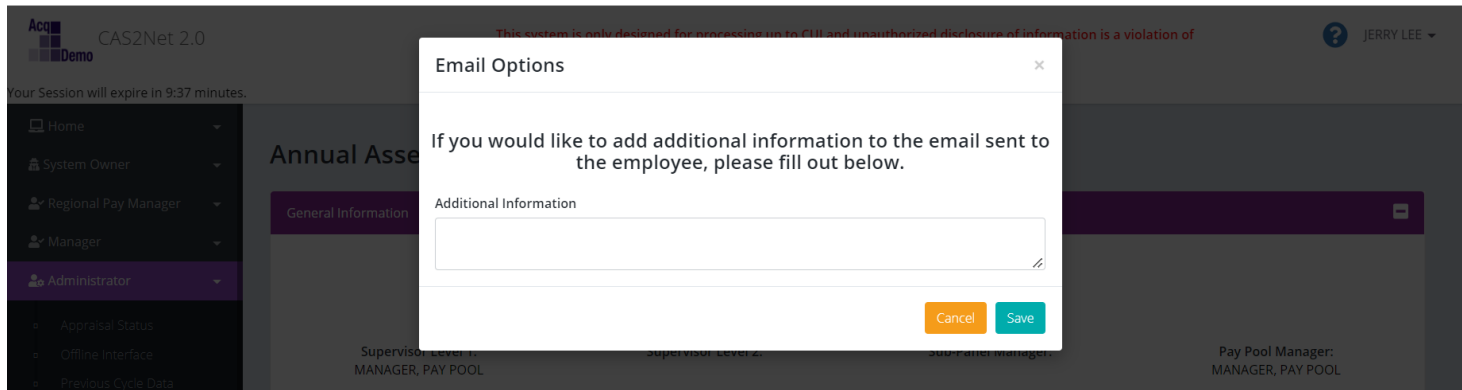 Acq
Demo
CAS2Net 2.0
This system is only designed for processing up to CUI and unauthorized disclosure of information is a violation of
?
JERRY LEE
Your Session will expire in 9:37 minutes.
Home
System Owner
Regional Pay Manager
Manager
Administrator
Appraisal Status
Offline Interface
Previous Cycle Data
Annual Asse
General Information
Email Options
×
If you would like to add additional information to the email sent to
the employee, please fill out below.
Additional Information
Cancel
Save
Supervisor Level 1:
MANAGER, PAY POOL
Supervisor Level 2:
Sub-Panel Manager:
Pay Pool Manager:
MANAGER, PAY POOL